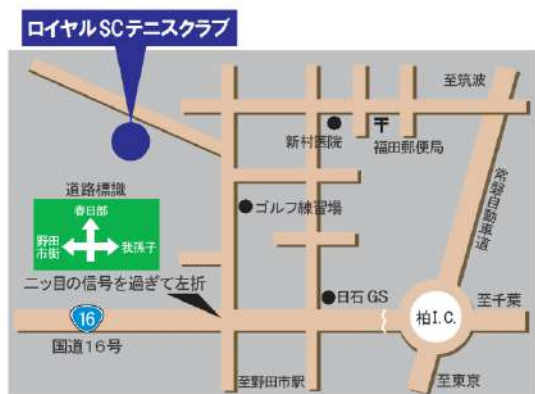 ロイヤルSCテニスクラブ
至筑波
〒
新村医院
福田郵便局
常磐自動車道
道路標識
春日部
野田
市街
我孫子
ゴルフ練習場
二ッ目の信号を過ぎて左折
日石GS
至千葉
柏I.C.
16
国道16号
至野田市駅
至東京